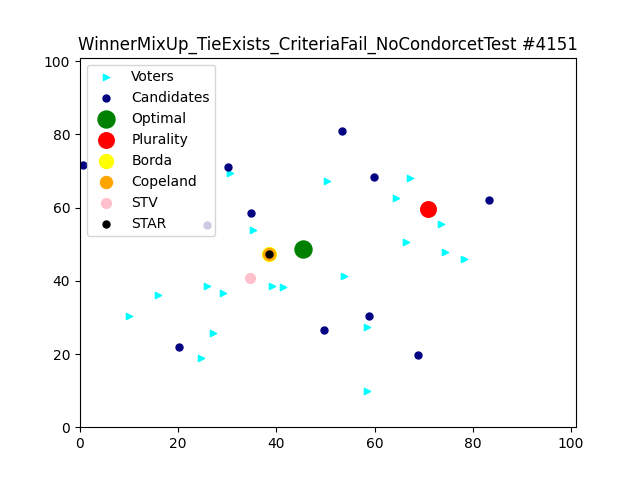 WinnerMixUp_TieExists_CriteriaFail_NoCondorcetTest #4151
100
80
60
40
20
0
Voters
Candidates
Optimal
Plurality
Borda
Copeland
STV
STAR
0 20 40 60 80 100